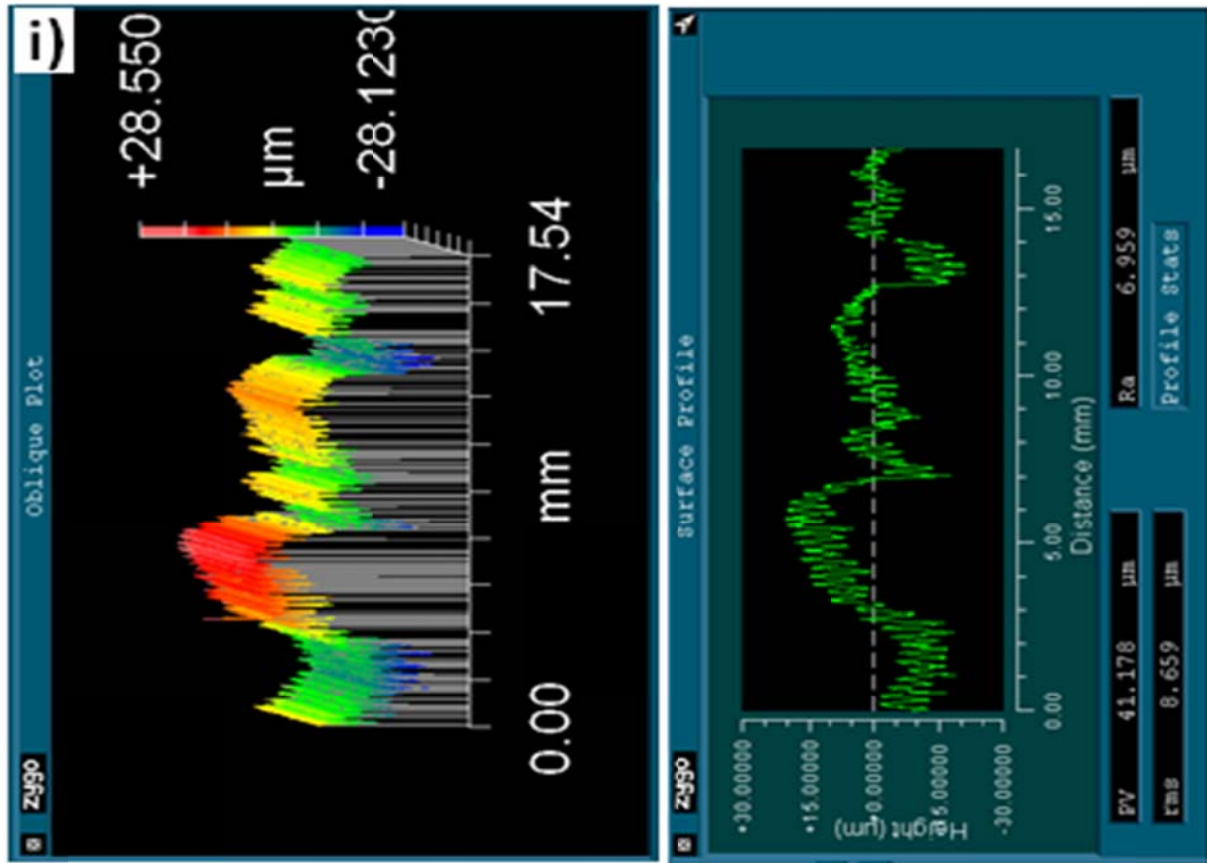 i)
zygo
Oblique Plot
+28.550
µm
-28.1230
0.00
mm
17.54
zygo
Surface Profile
+30.00000
+15.00000
+0.00000
-15.00000
-30.00000
Height (µm)
0.00
5.00
10.00
15.00
Distance (mm)
PV 41.178 µm
Ra 6.959 µm
rms 8.659 µm
Profile Stats